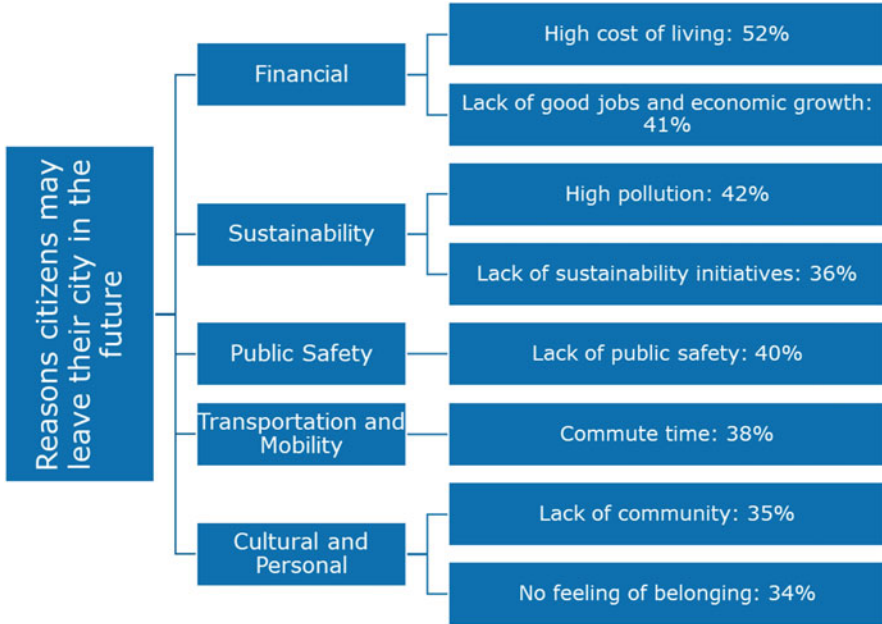 Reasons citizens may
leave their city in the
future
Financial
High cost of living: 52%
Lack of good jobs and economic growth:
41%
Sustainability
High pollution: 42%
Lack of sustainability initiatives: 36%
Public Safety
Lack of public safety: 40%
Transportation and
Mobility
Commute time: 38%
Cultural and
Personal
Lack of community: 35%
No feeling of belonging: 34%